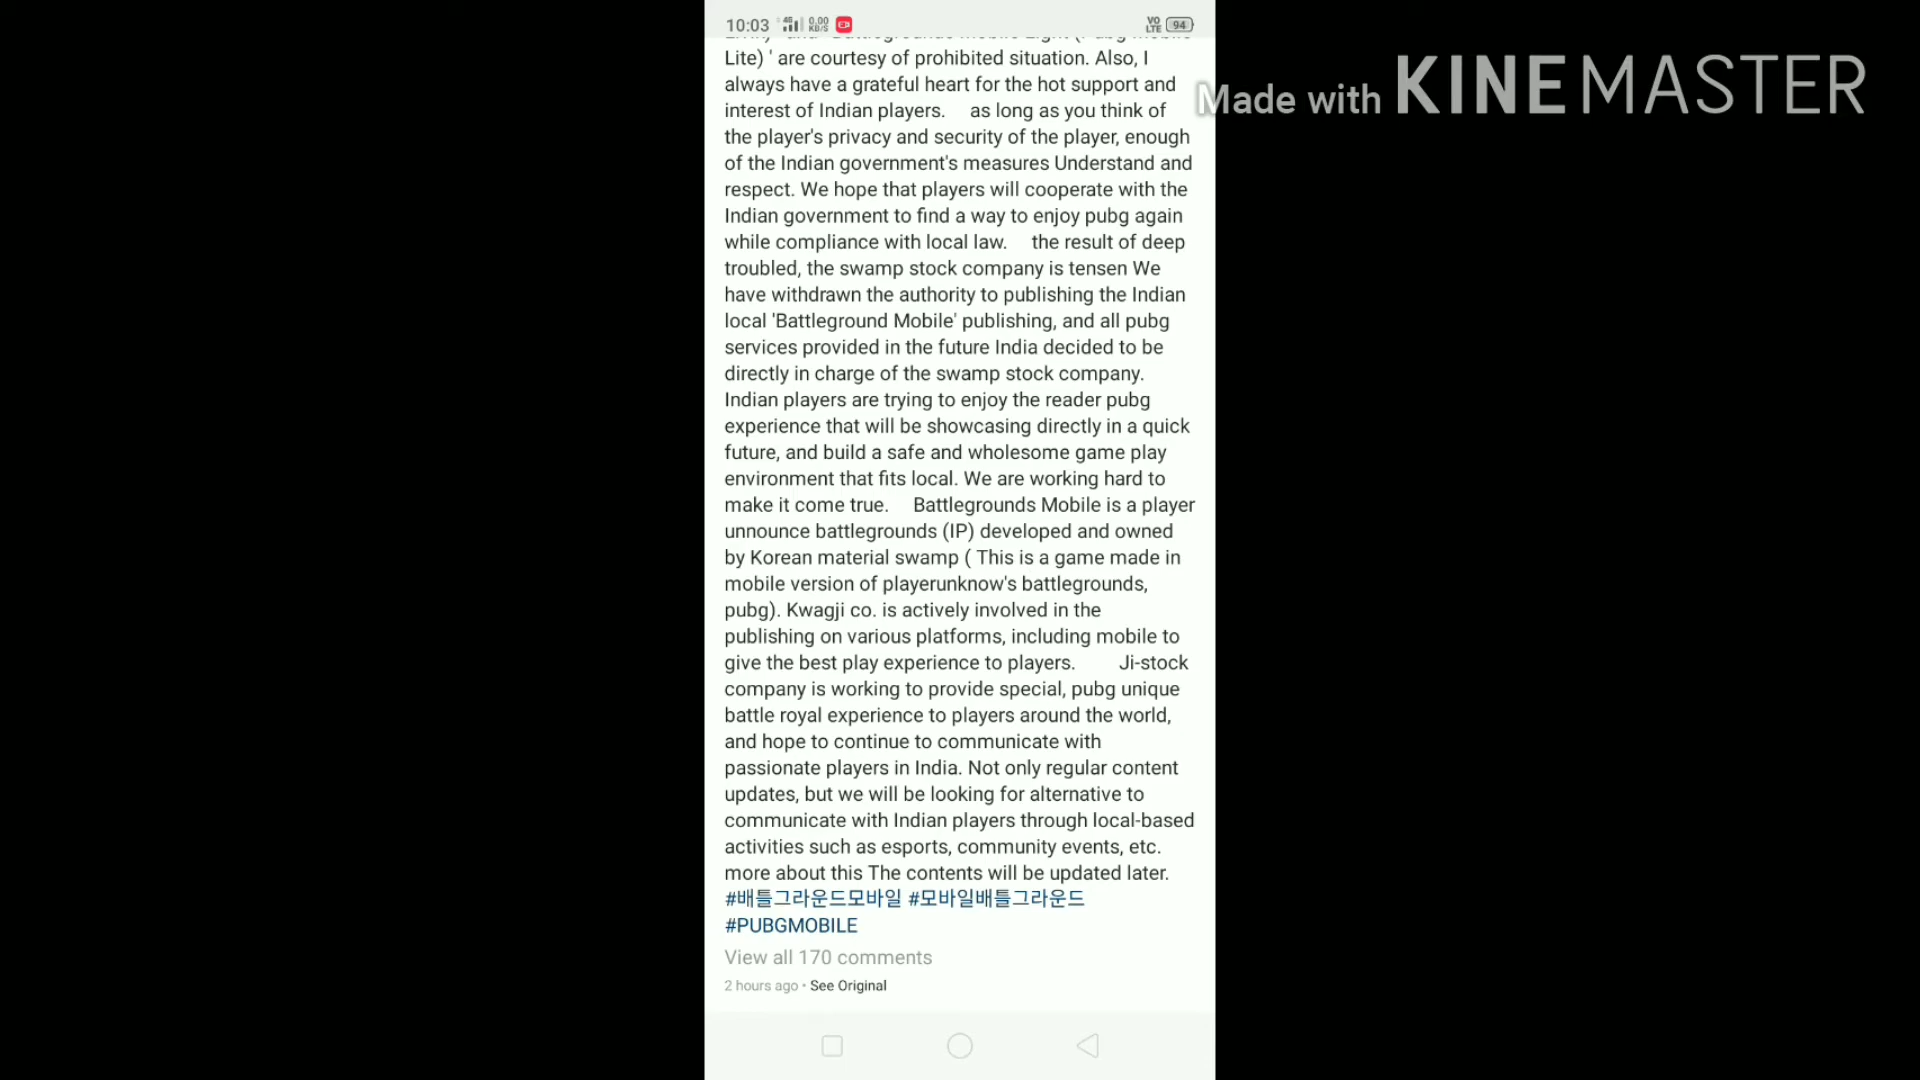 10:03 4G 0.00 KB/S VO LTE 94
Lite) ' are courtesy of prohibited situation. Also, I
always have a grateful heart for the hot support and
interest of Indian players. as long as you think of
the player's privacy and security of the player, enough
of the Indian government's measures Understand and
respect. We hope that players will cooperate with the
Indian government to find a way to enjoy pubg again
while compliance with local law. the result of deep
troubled, the swamp stock company is tensen We
have withdrawn the authority to publishing the Indian
local 'Battleground Mobile' publishing, and all pubg
services provided in the future India decided to be
directly in charge of the swamp stock company.
Indian players are trying to enjoy the reader pubg
experience that will be showcasing directly in a quick
future, and build a safe and wholesome game play
environment that fits local. We are working hard to
make it come true. Battlegrounds Mobile is a player
unnounce battlegrounds (IP) developed and owned
by Korean material swamp ( This is a game made in
mobile version of playerunknow's battlegrounds,
pubg). Kwagji co. is actively involved in the
publishing on various platforms, including mobile to
give the best play experience to players. Ji-stock
company is working to provide special, pubg unique
battle royal experience to players around the world,
and hope to continue to communicate with
passionate players in India. Not only regular content
updates, but we will be looking for alternative to
communicate with Indian players through local-based
activities such as esports, community events, etc.
more about this The contents will be updated later.
#배틀그라운드모바일 #모바일배틀그라운드
#PUBGMOBILE
View all 170 comments
2 hours ago • See Original
Made with KINEMASTER